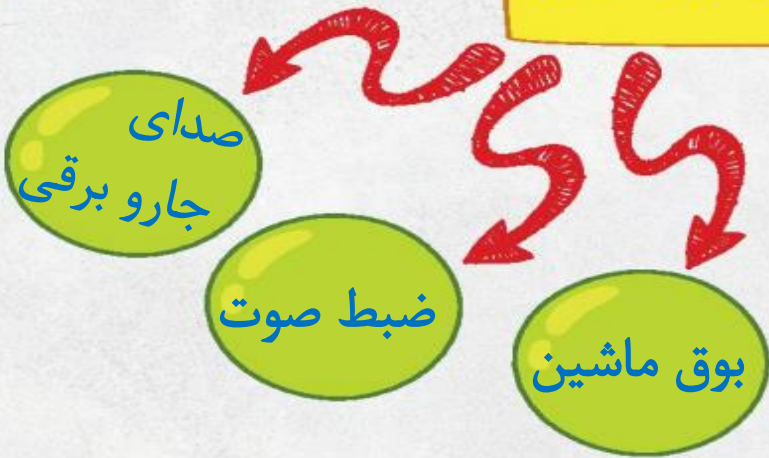 صدای
جارو برقی
ضبط صوت
بوق ماشین